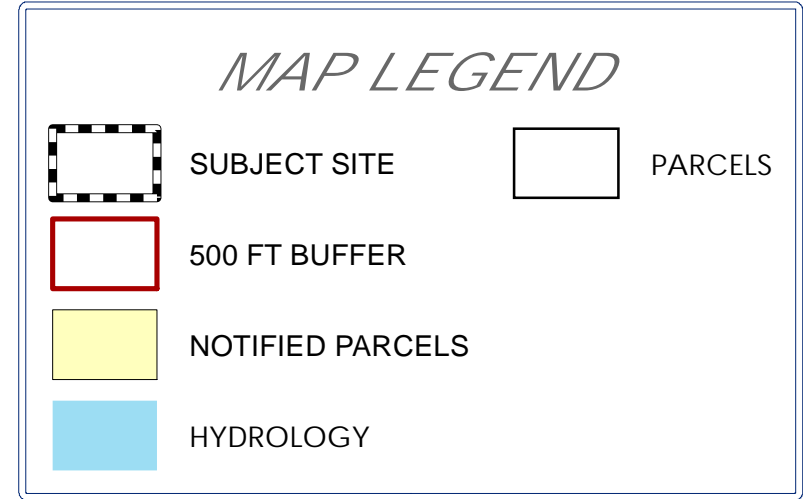 MAP LEGEND
SUBJECT SITE
PARCELS
500 FT BUFFER
NOTIFIED PARCELS
HYDROLOGY